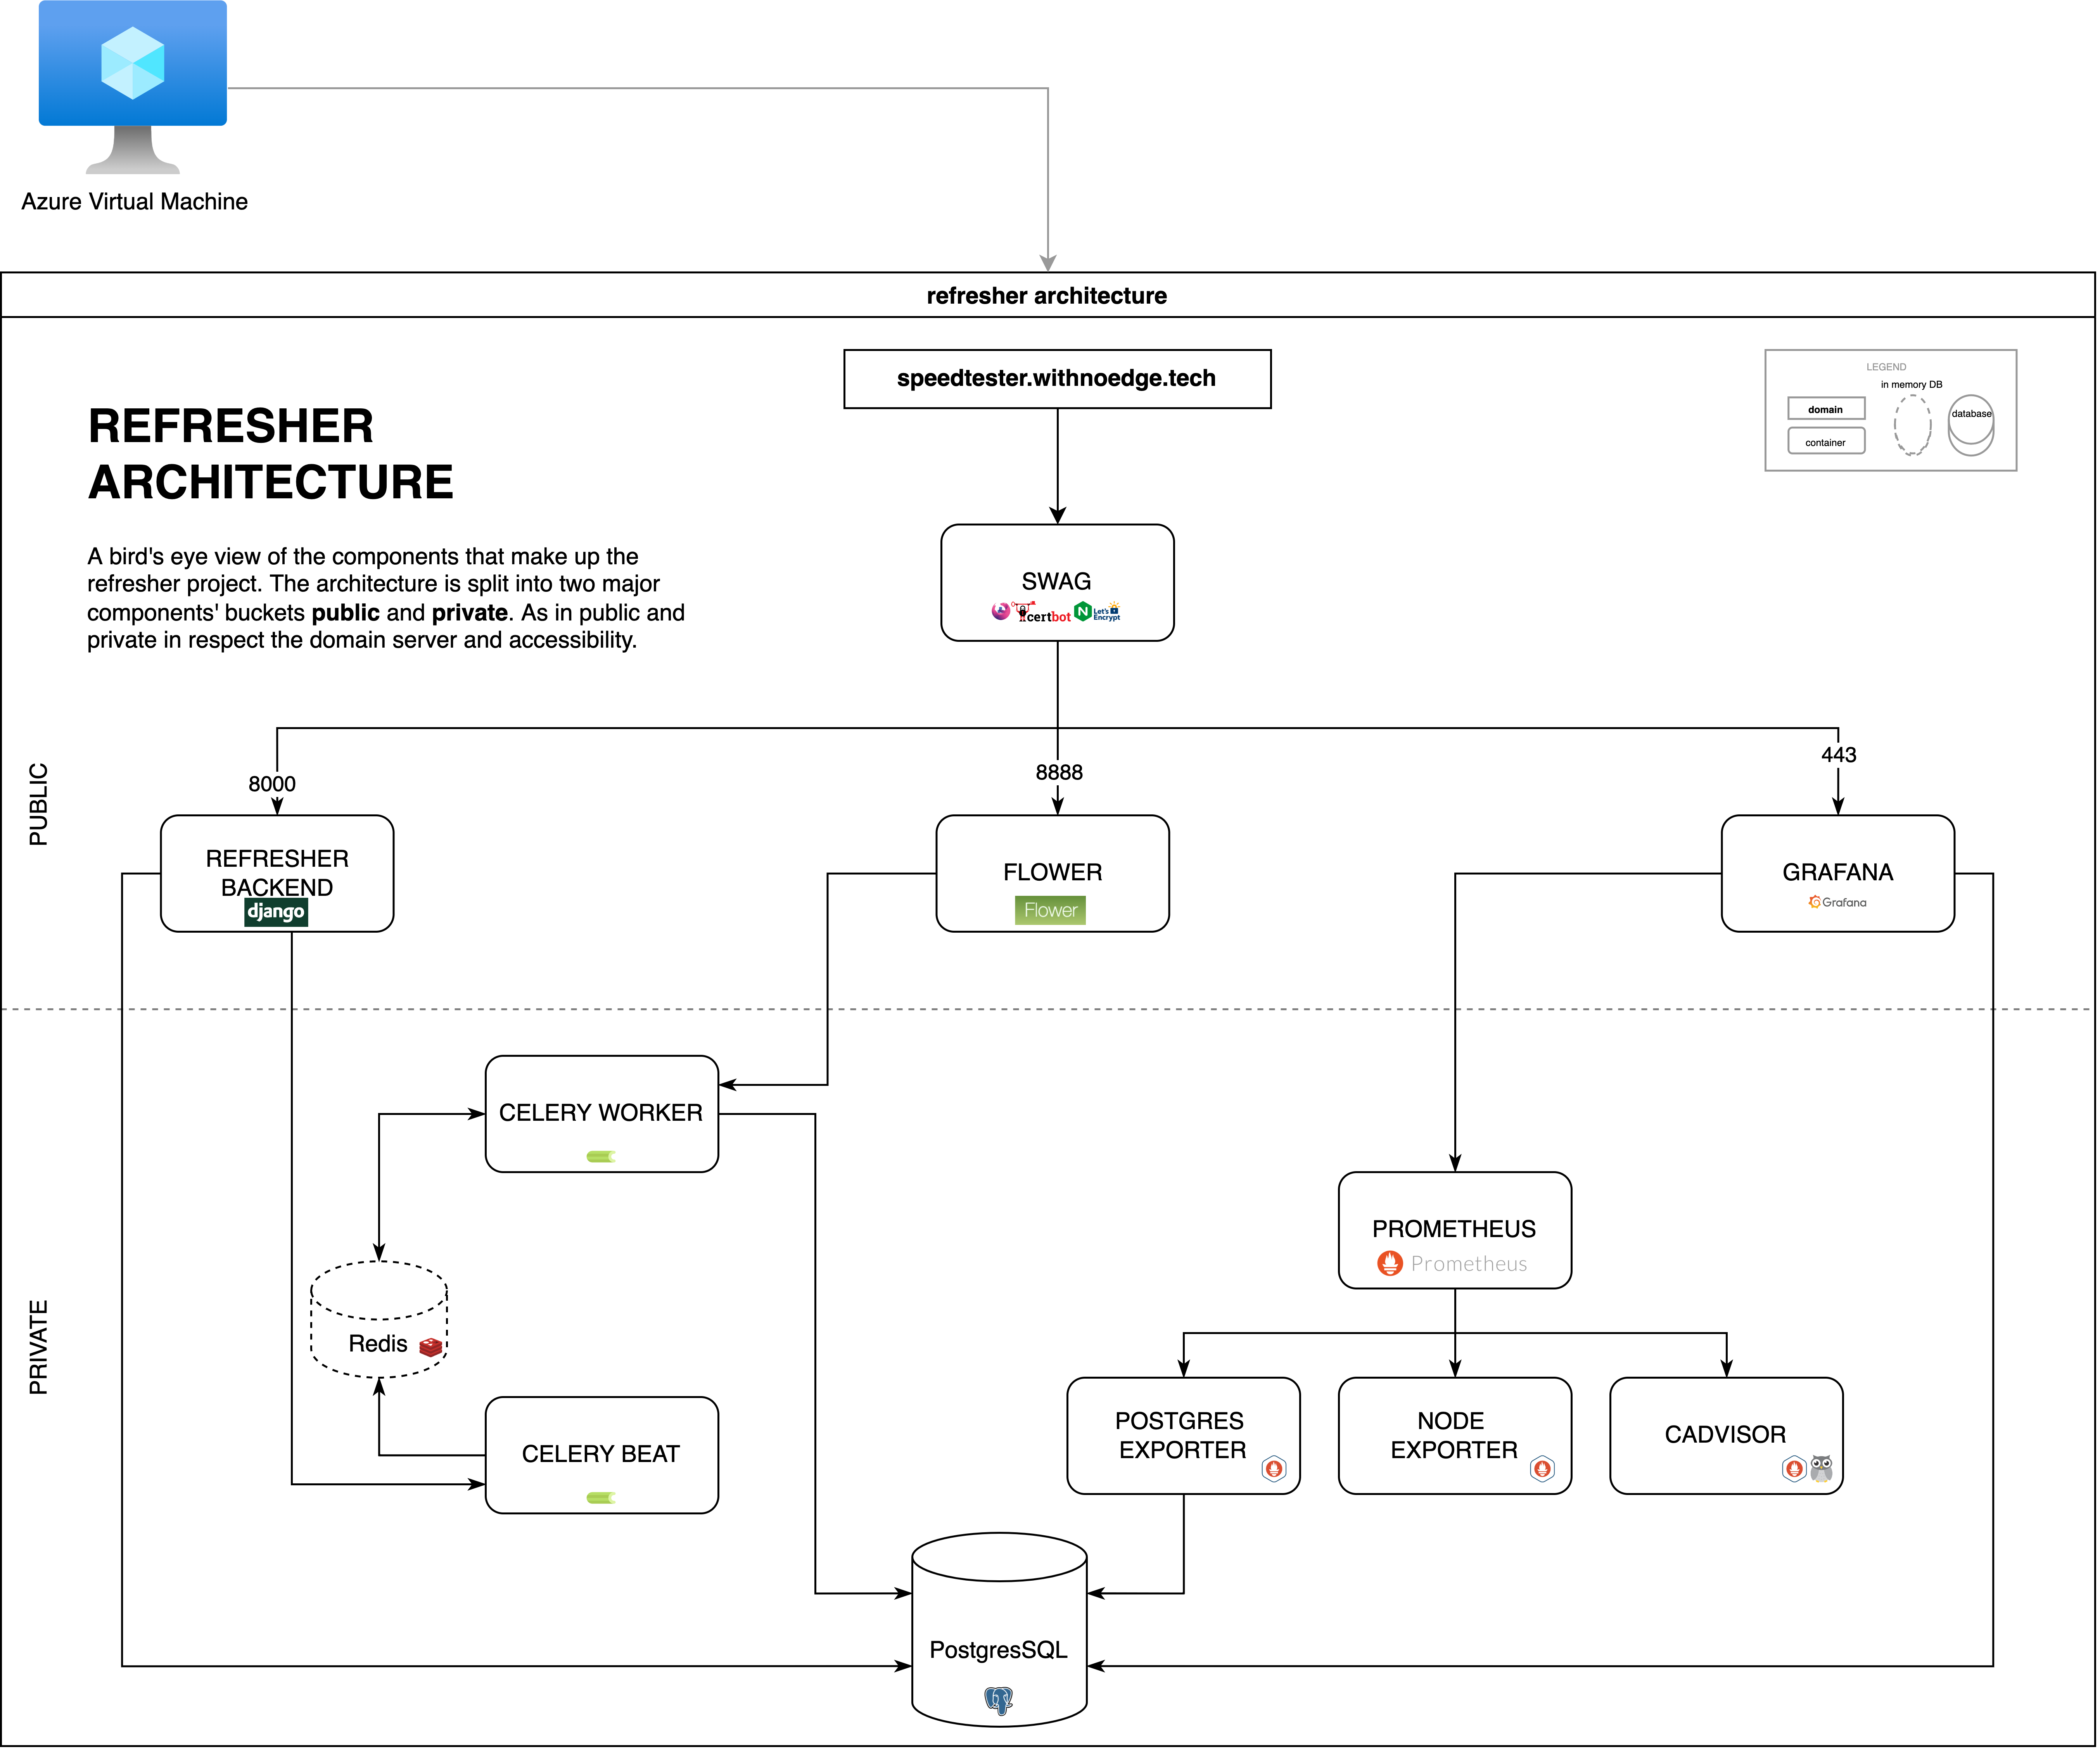 Azure Virtual Machine
refresher architecture
speedtester.withnoedge.tech
LEGEND
in memory DB
domain
database
container
REFRESHER
ARCHITECTURE
A bird's eye view of the components that make up the
refresher project. The architecture is split into two major
components' buckets public and private. As in public and
private in respect the domain server and accessibility.
SWAG
certbot
N
Let's
Encrypt
PUBLIC
8000
8888
443
REFRESHER
BACKEND
django
FLOWER
Flower
GRAFANA
Grafana
PRIVATE
CELERY WORKER
Redis
CELERY BEAT
PROMETHEUS
Prometheus
POSTGRES
EXPORTER
NODE
EXPORTER
CADVISOR
PostgresSQL